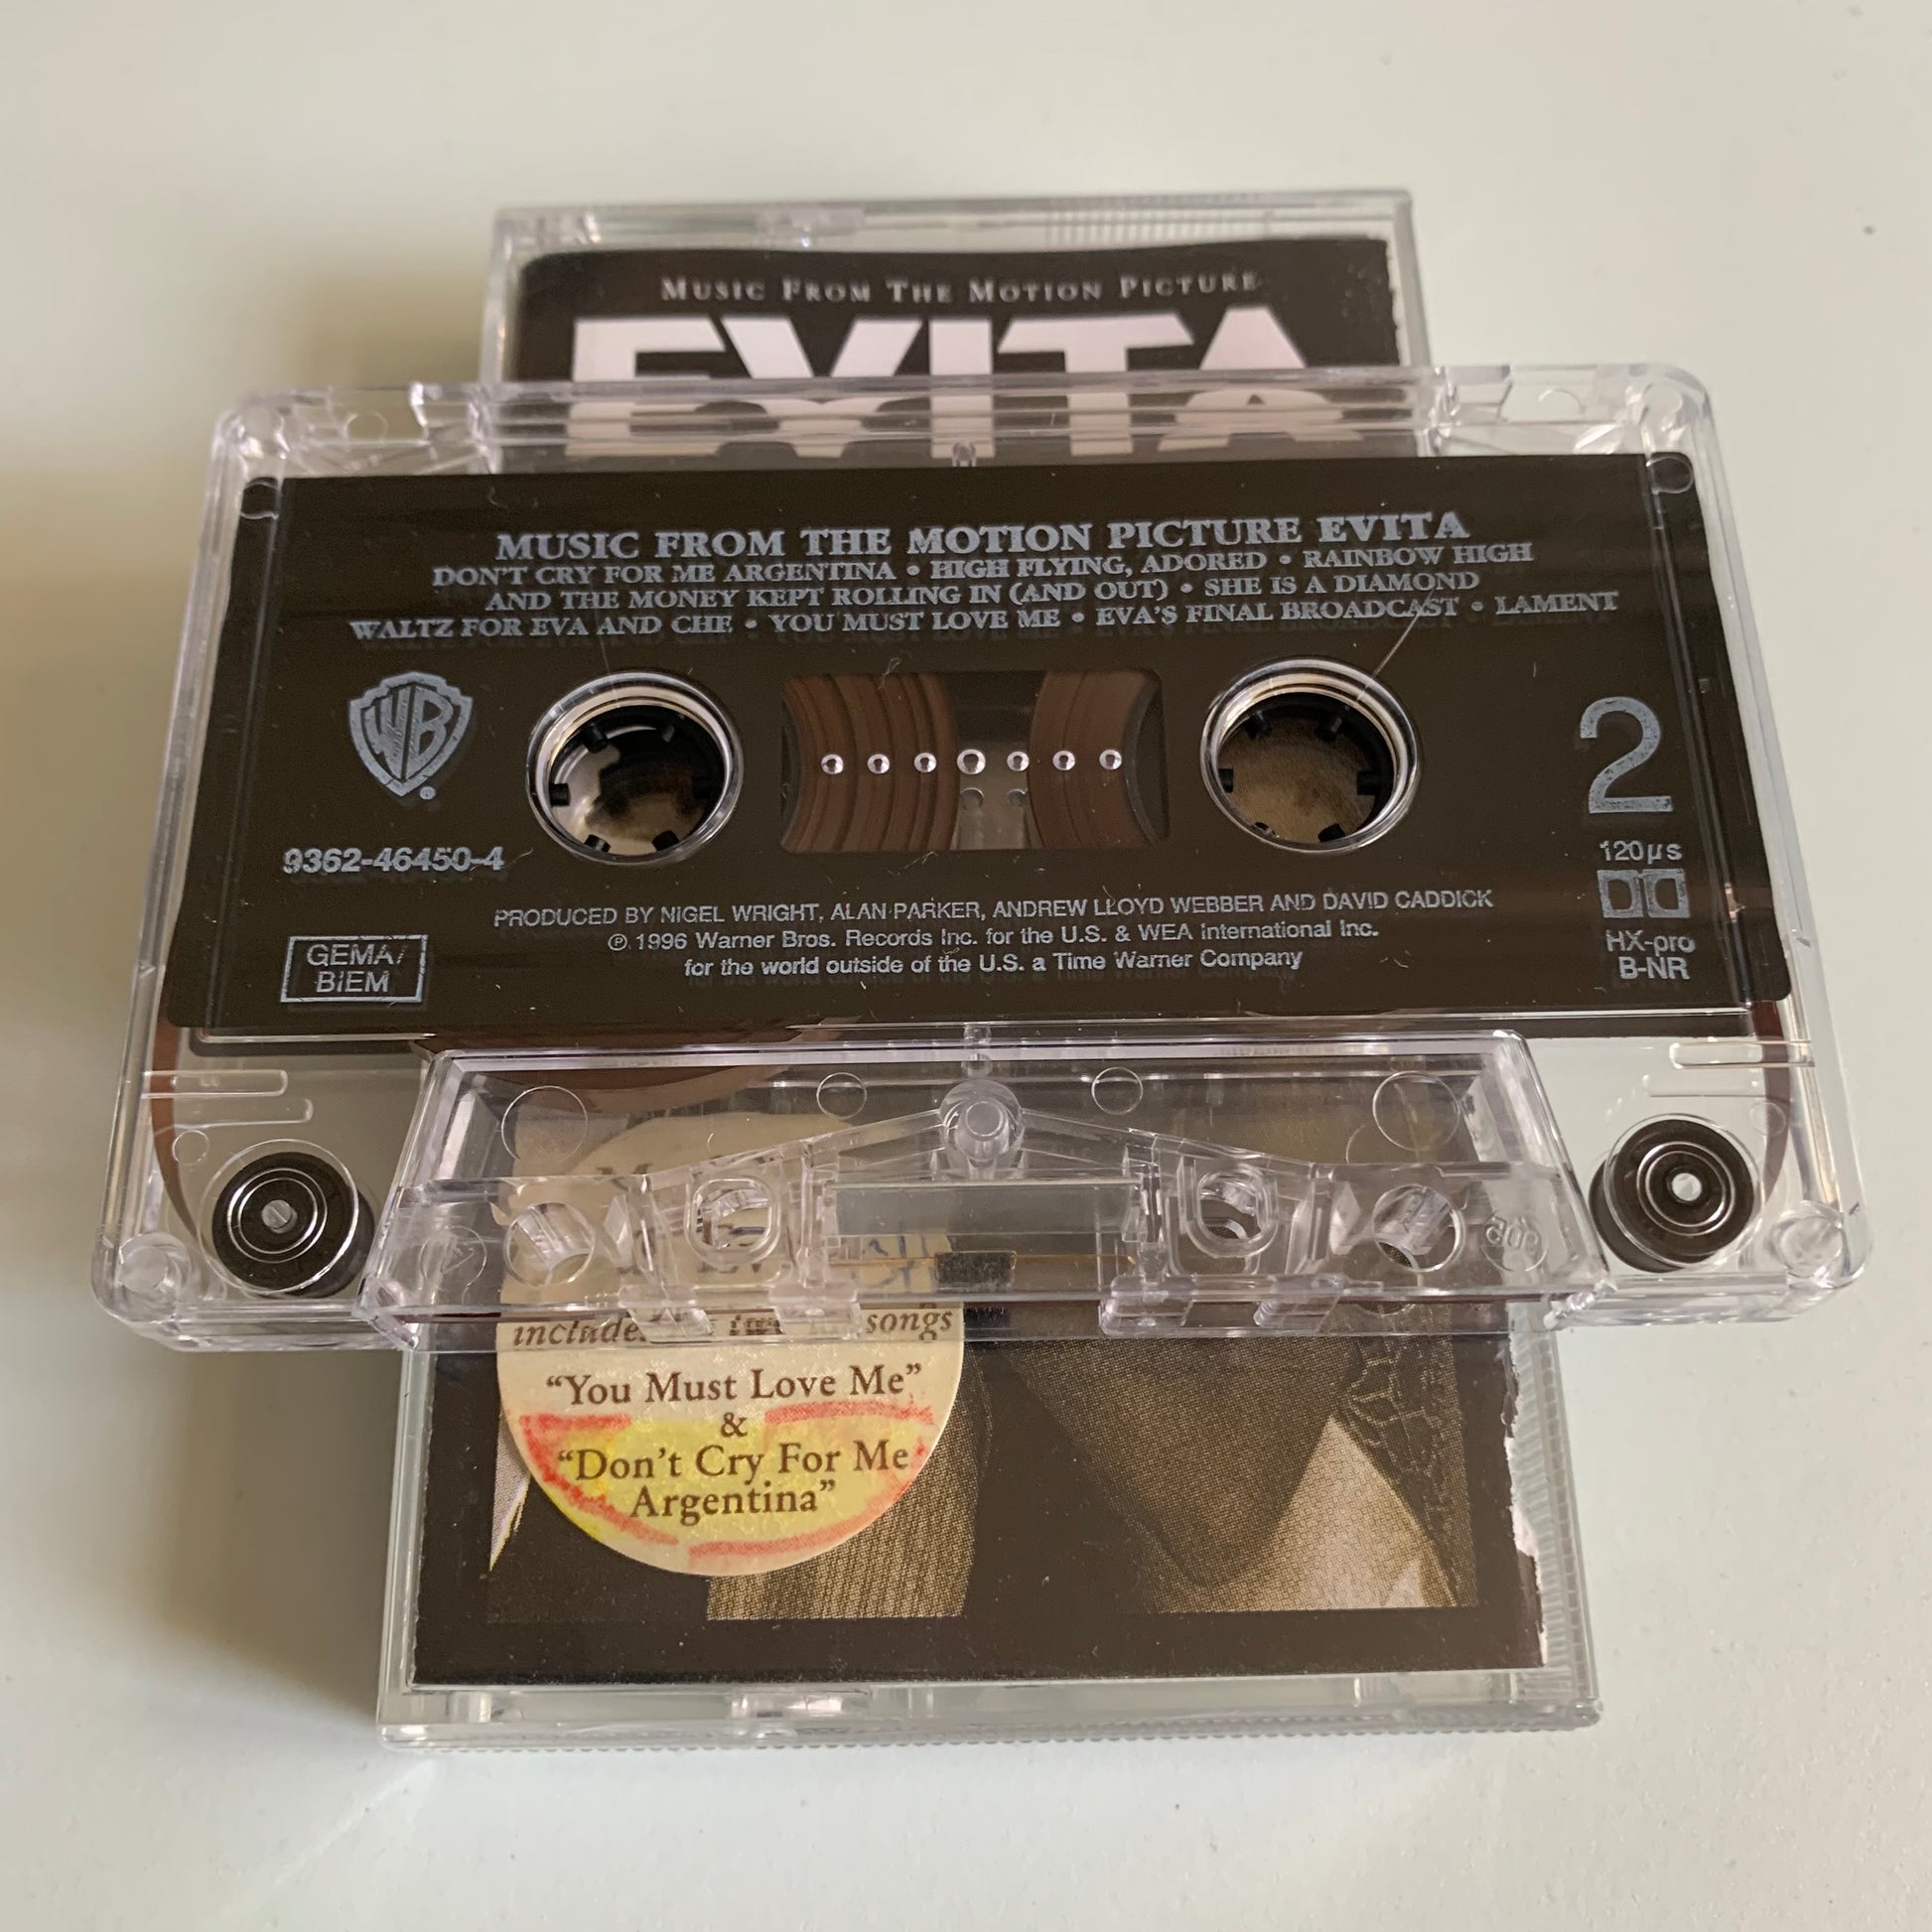 MUSIC FROM THE MOTION PICTURE
EVITA
MUSIC FROM THE MOTION PICTURE EVITA
DON'T CRY FOR ME ARGENTINA • HIGH FLYING, ADORED • RAINBOW HIGH
AND THE MONEY KEPT ROLLING IN (AND OUT) • SHE IS A DIAMOND
WALTZ FOR EVA AND CHE • YOU MUST LOVE ME • EVA'S FINAL BROADCAST • LAMENT
WB
2
9362-46450-4
120µs
HX-pro
B-NR
PRODUCED BY NIGEL WRIGHT, ALAN PARKER, ANDREW LLOYD WEBBER AND DAVID CADDICK
℗ 1996 Warner Bros. Records Inc. for the U.S. & WEA International Inc.
for the world outside of the U.S. a Time Warner Company
GEMA/
BIEM
songs
“You Must Love Me”
&
“Don't Cry For Me
Argentina”